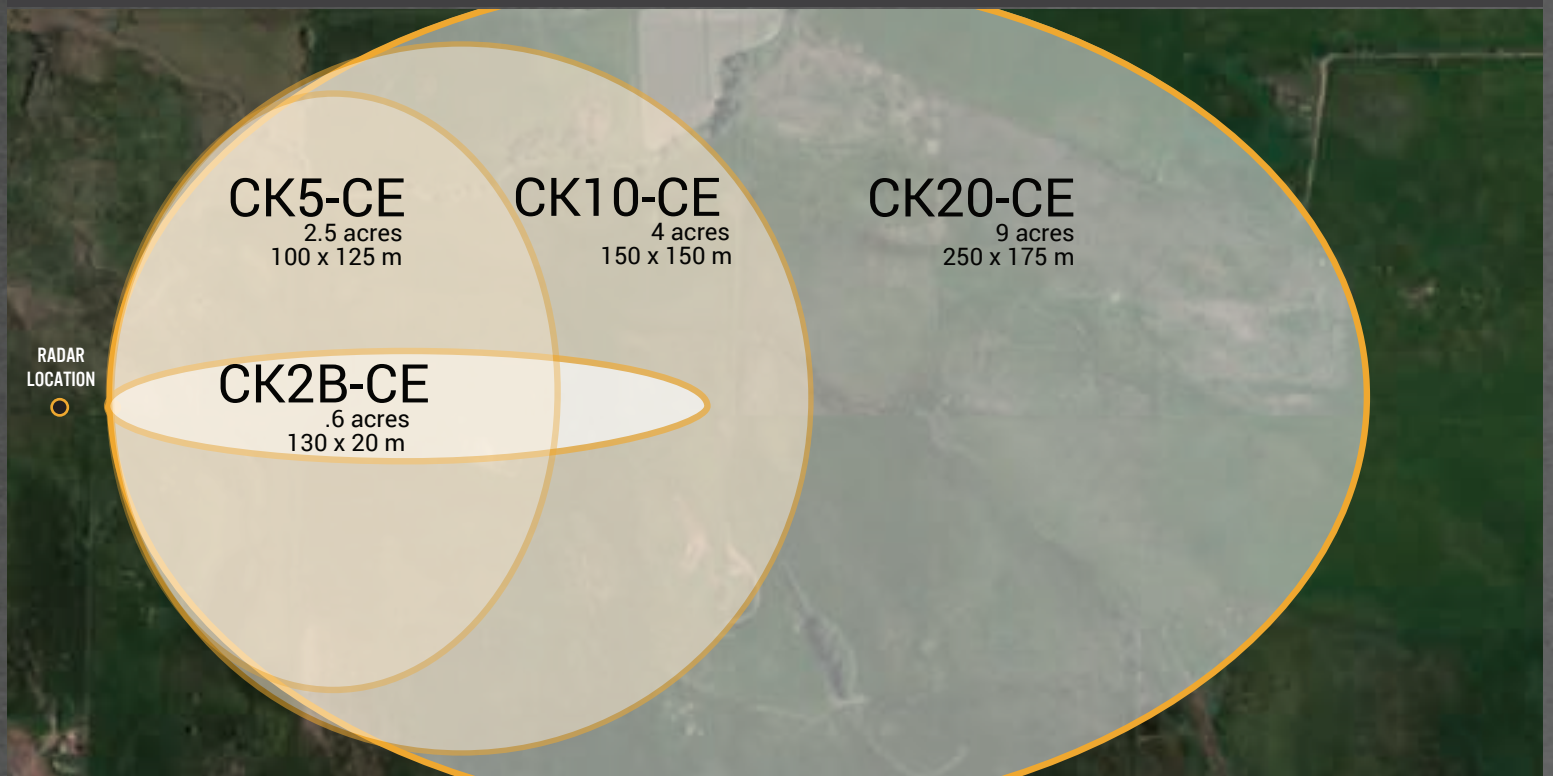 CK5-CE
2.5 acres
100 x 125 m
CK10-CE
4 acres
150 x 150 m
CK20-CE
9 acres
250 x 175 m
RADAR
LOCATION
CK2B-CE
.6 acres
130 x 20 m